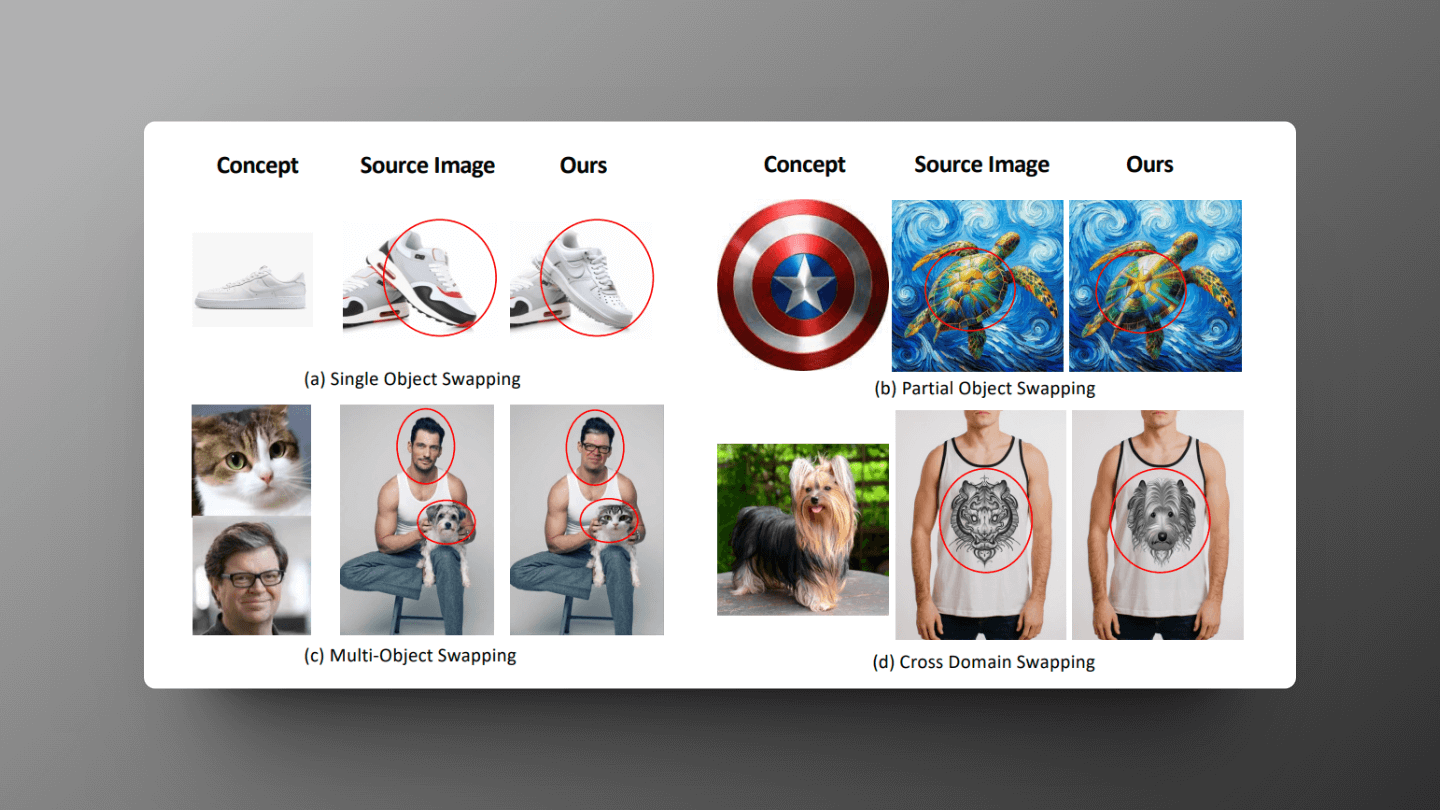 Concept Source Image Ours
(a) Single Object Swapping
(c) Multi-Object Swapping
Concept Source Image Ours
(b) Partial Object Swapping
(d) Cross Domain Swapping